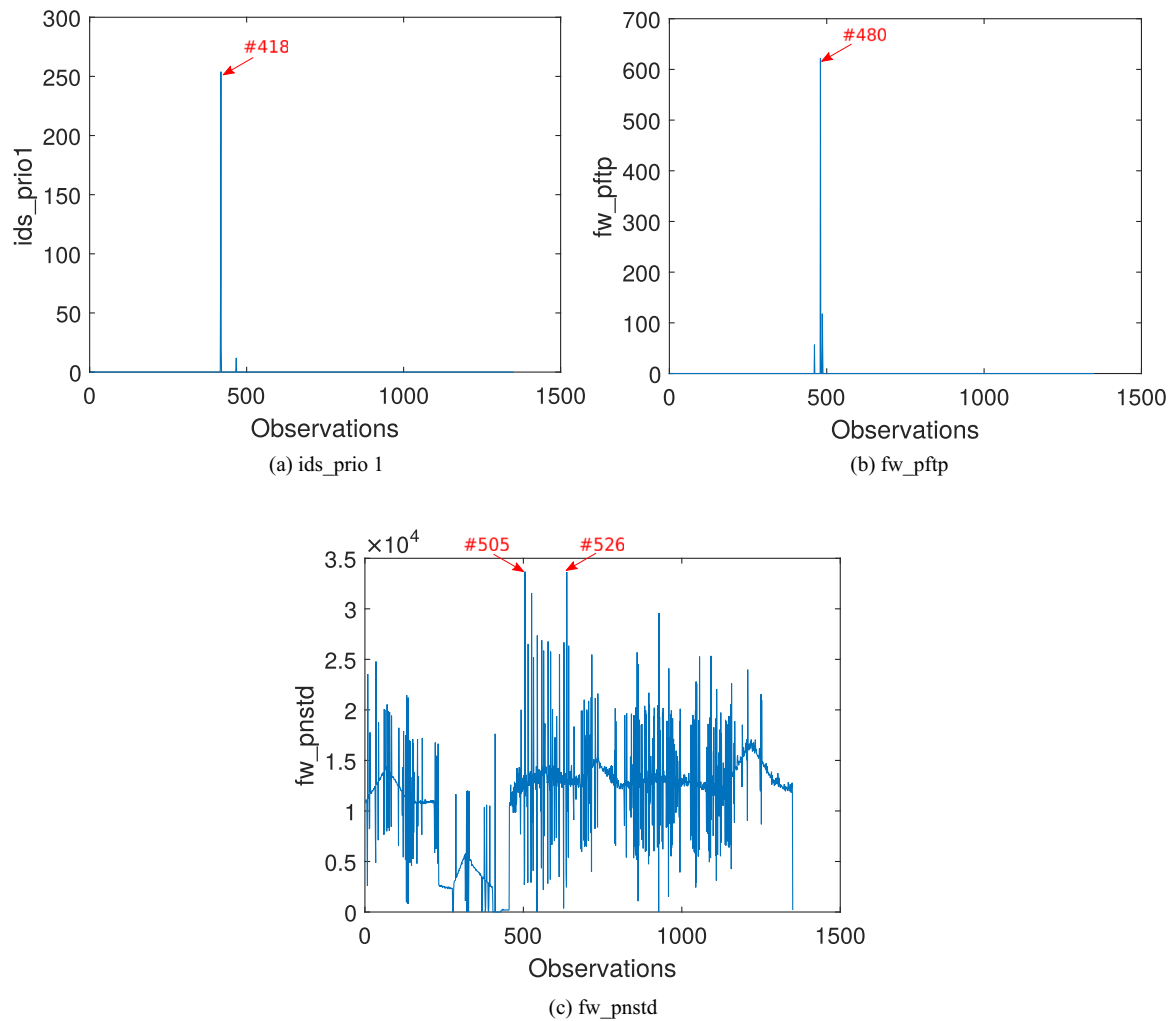 300
250
200
150
100
50
0
ids_prio1
#418
0 500 1000 1500
Observations
(a) ids_prio 1
700
600
500
400
300
200
100
0
fw_pftp
#480
0 500 1000 1500
Observations
(b) fw_pftp
×10^4
#505 #526
3.5
3
2.5
2
1.5
1
0.5
0
fw_pnstd
0 500 1000 1500
Observations
(c) fw_pnstd